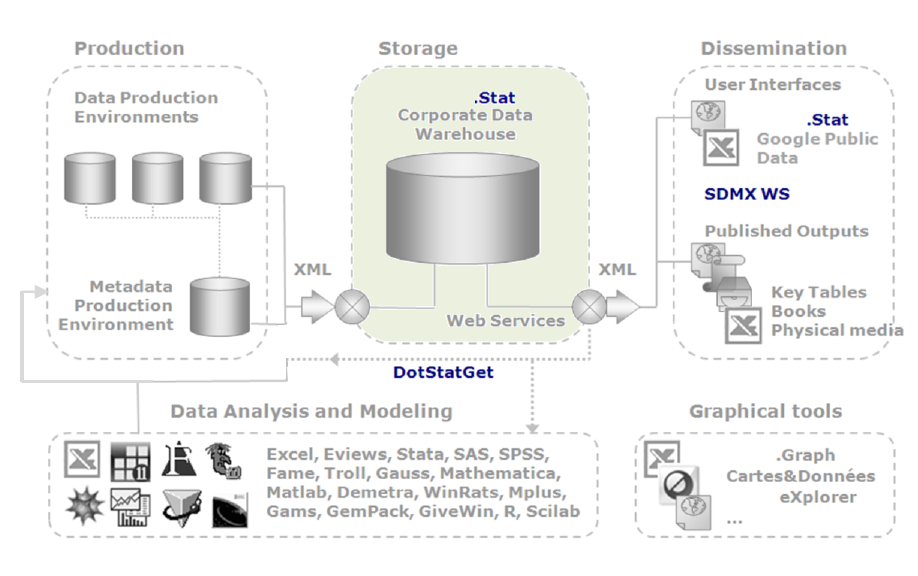 Production
Storage
Dissemination
Data Production
Environments
Metadata
Production
Environment
XML
.Stat
Corporate Data
Warehouse
Web Services
XML
User Interfaces
.Stat
Google Public
Data
SDMX WS
Published Outputs
Key Tables
Books
Physical media
DotStatGet
Data Analysis and Modeling
Excel, Eviews, Stata, SAS, SPSS,
Fame, Troll, Gauss, Mathematica,
Matlab, Demetra, WinRats, Mplus,
Gams, GemPack, GiveWin, R, Scilab
Graphical tools
.Graph
Cartes&Données
eXplorer
...